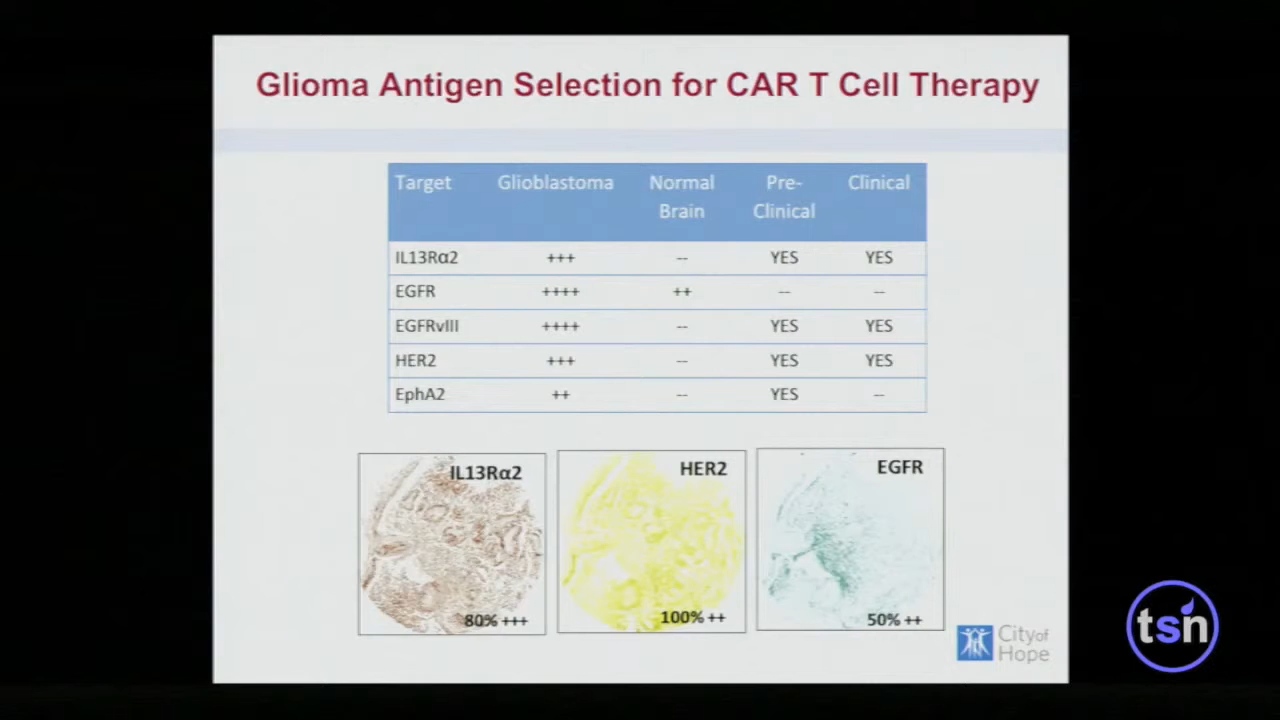 Glioma Antigen Selection for CAR T Cell Therapy
Target Glioblastoma Normal Brain Pre-Clinical Clinical
IL13Rα2 +++ -- YES YES
EGFR ++++ ++ -- --
EGFRvIII ++++ -- YES YES
HER2 +++ -- YES YES
EphA2 ++ -- YES --
IL13Rα2
80% +++
HER2
100% ++
EGFR
50% ++
City of
Hope
tsn